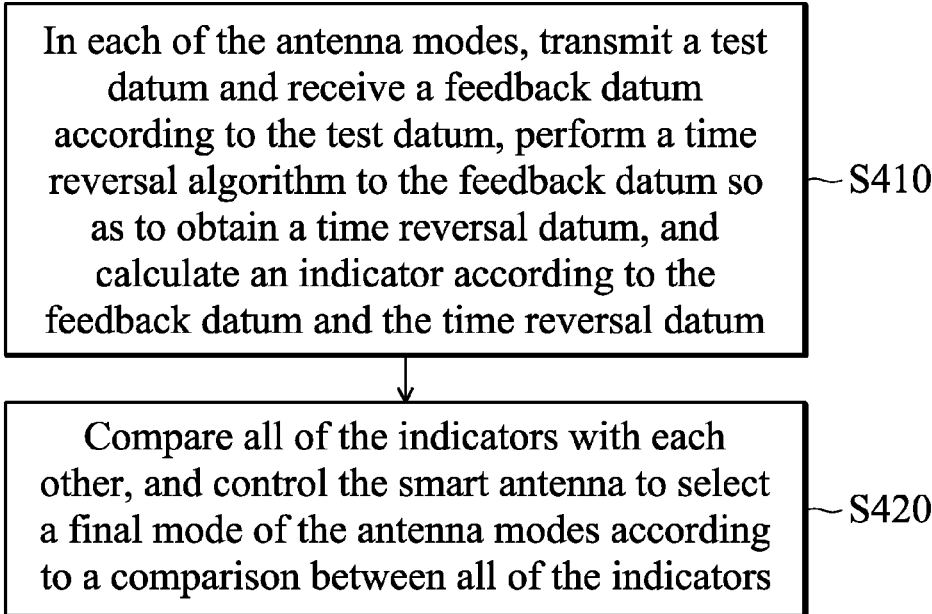 In each of the antenna modes, transmit a test
datum and receive a feedback datum
according to the test datum, perform a time
reversal algorithm to the feedback datum so
as to obtain a time reversal datum, and
calculate an indicator according to the
feedback datum and the time reversal datum
S410
Compare all of the indicators with each
other, and control the smart antenna to select
a final mode of the antenna modes according
to a comparison between all of the indicators
S420